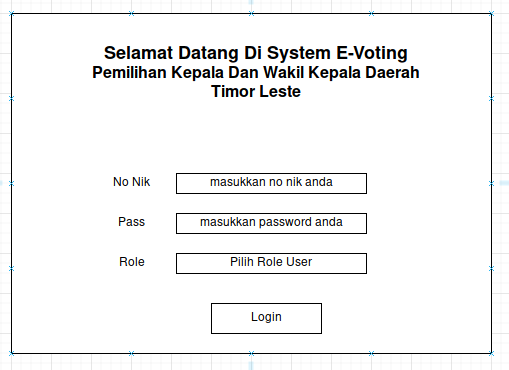 Selamat Datang Di System E-Voting
Pemilihan Kepala Dan Wakil Kepala Daerah
Timor Leste
No Nik masukkan no nik anda
Pass masukkan password anda
Role Pilih Role User
Login